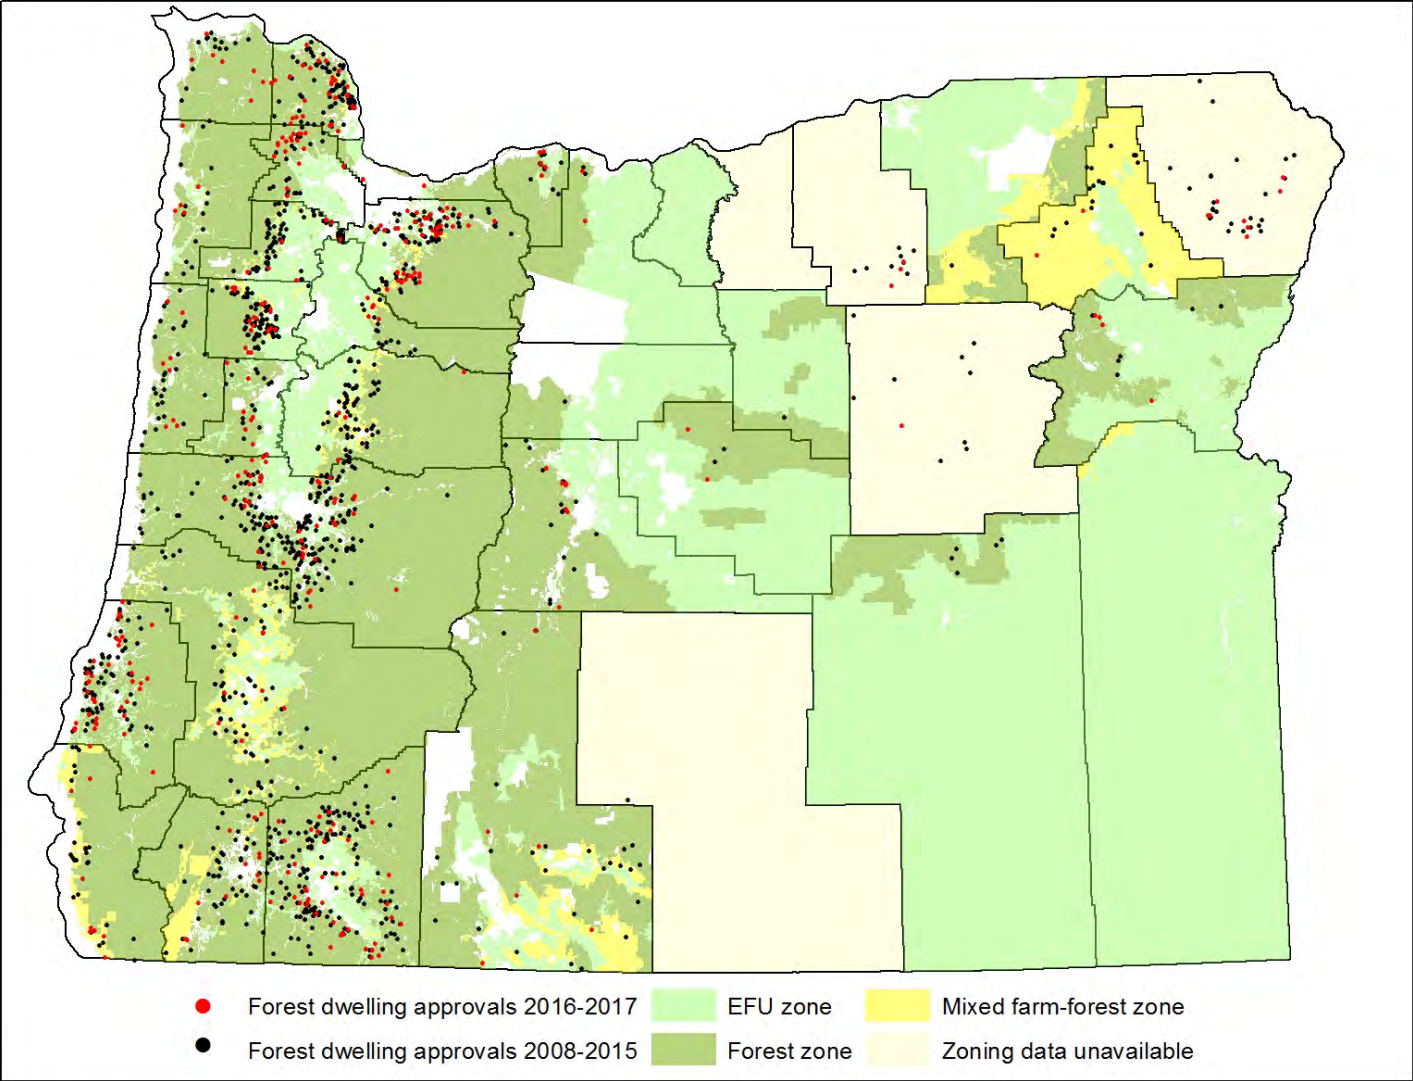 Forest dwelling approvals 2016-2017 EFU zone Mixed farm-forest zone
Forest dwelling approvals 2008-2015 Forest zone Zoning data unavailable